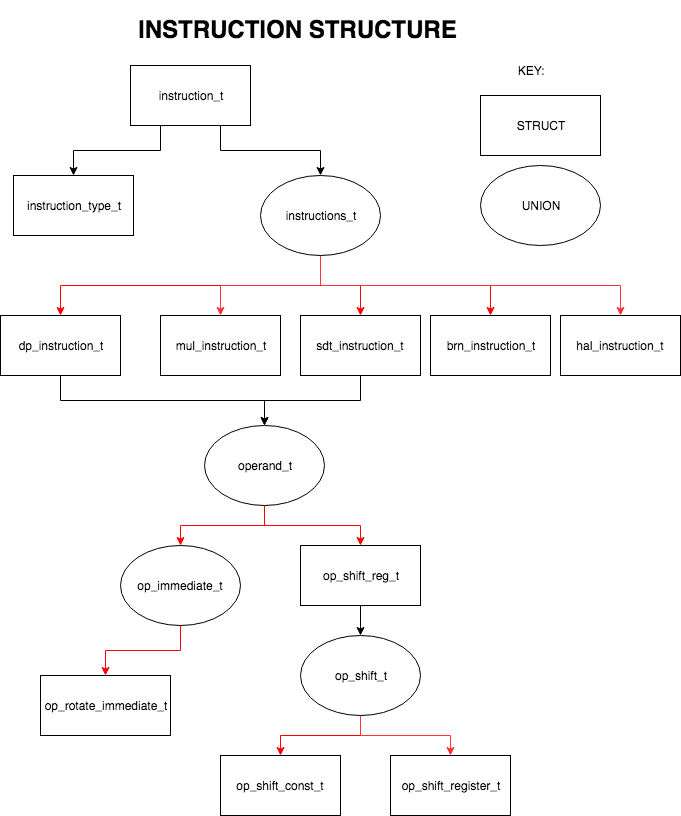 INSTRUCTION STRUCTURE
KEY:
instruction_t
STRUCT
instruction_type_t
instructions_t
UNION
dp_instruction_t
mul_instruction_t
sdt_instruction_t
brn_instruction_t
hal_instruction_t
operand_t
op_immediate_t
op_shift_reg_t
op_rotate_immediate_t
op_shift_t
op_shift_const_t
op_shift_register_t